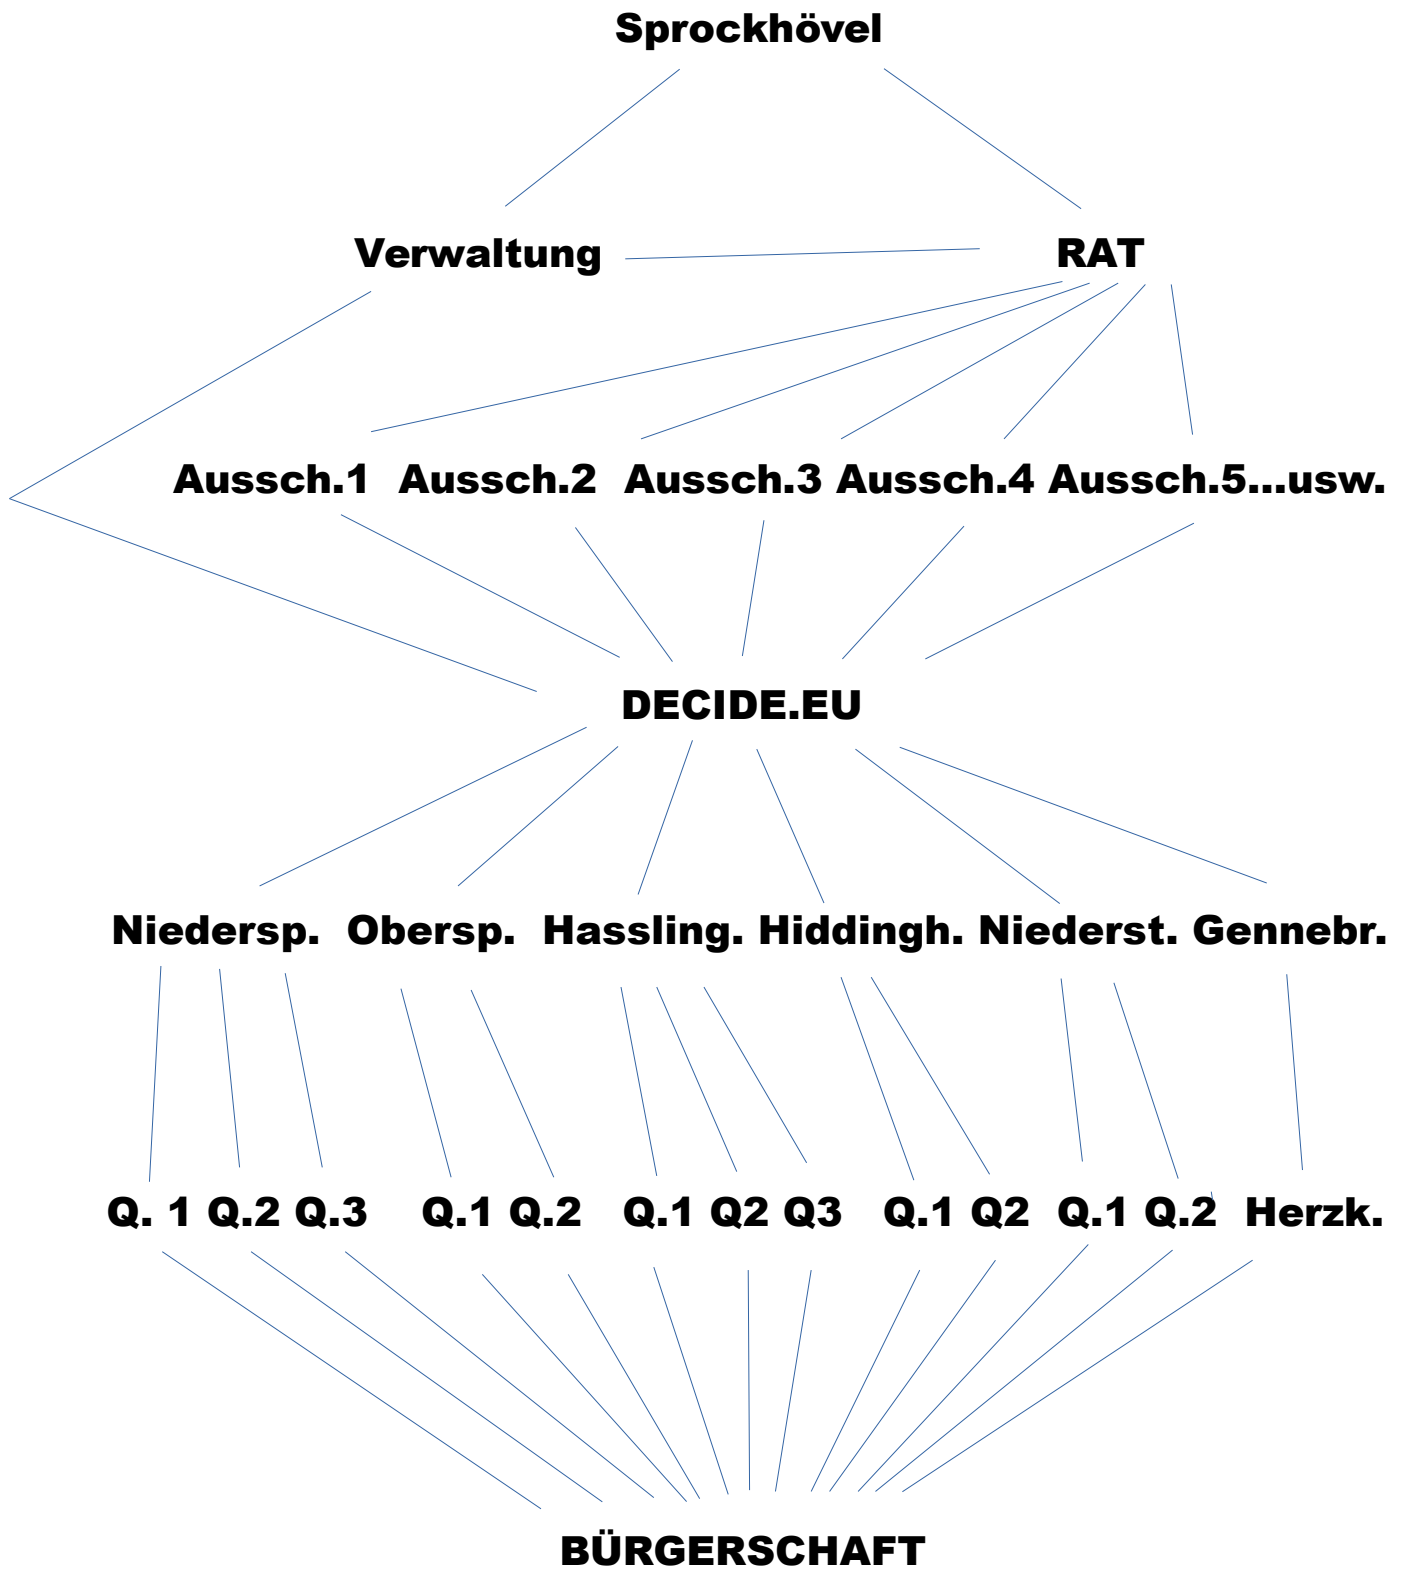 Sprockhövel
Verwaltung RAT
Aussch.1 Aussch.2 Aussch.3 Aussch.4 Aussch.5...usw.
DECIDE.EU
Niedersp. Obersp. Hassling. Hiddingh. Niederst. Gennebr.
Q. 1 Q.2 Q.3 Q.1 Q.2 Q.1 Q2 Q3 Q.1 Q2 Q.1 Q.2 Herzk.
BÜRGERSCHAFT